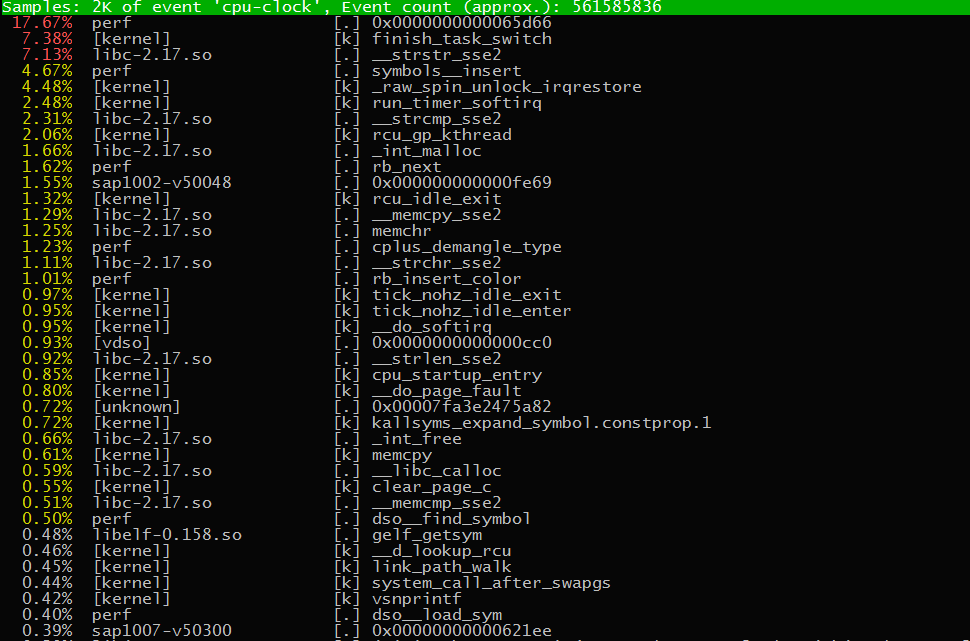 Samples: 2K of event 'cpu-clock', Event count (approx.): 561585836
17.67% perf [.] 0x0000000000065d66
7.38% [kernel] [k] finish_task_switch
7.13% libc-2.17.so [.] __strstr_sse2
4.67% perf [.] symbols__insert
4.48% [kernel] [k] _raw_spin_unlock_irqrestore
2.48% [kernel] [k] run_timer_softirq
2.31% libc-2.17.so [.] __strcmp_sse2
2.06% [kernel] [k] rcu_gp_kthread
1.66% libc-2.17.so [.] _int_malloc
1.62% perf [.] rb_next
1.55% sap1002-v50048 [.] 0x000000000000fe69
1.32% [kernel] [k] rcu_idle_exit
1.29% libc-2.17.so [.] __memcpy_sse2
1.25% libc-2.17.so [.] memchr
1.23% perf [.] cplus_demangle_type
1.11% libc-2.17.so [.] __strchr_sse2
1.01% perf [.] rb_insert_color
0.97% [kernel] [k] tick_nohz_idle_exit
0.95% [kernel] [k] tick_nohz_idle_enter
0.95% [kernel] [k] __do_softirq
0.93% [vdso] [.] 0x0000000000000cc0
0.92% libc-2.17.so [.] __strlen_sse2
0.85% [kernel] [k] cpu_startup_entry
0.80% [kernel] [k] __do_page_fault
0.72% [unknown] [.] 0x00007fa3e2475a82
0.72% [kernel] [k] kallsyms_expand_symbol.constprop.1
0.66% libc-2.17.so [.] _int_free
0.61% [kernel] [k] memcpy
0.59% libc-2.17.so [.] __libc_calloc
0.55% [kernel] [k] clear_page_c
0.51% libc-2.17.so [.] __memcmp_sse2
0.50% perf [.] dso__find_symbol
0.48% libelf-0.158.so [.] gelf_getsym
0.46% [kernel] [k] __d_lookup_rcu
0.45% [kernel] [k] link_path_walk
0.44% [kernel] [k] system_call_after_swapgs
0.42% [kernel] [k] vsnprintf
0.40% perf [.] dso__load_sym
0.39% sap1007-v50300 [.] 0x00000000000621ee